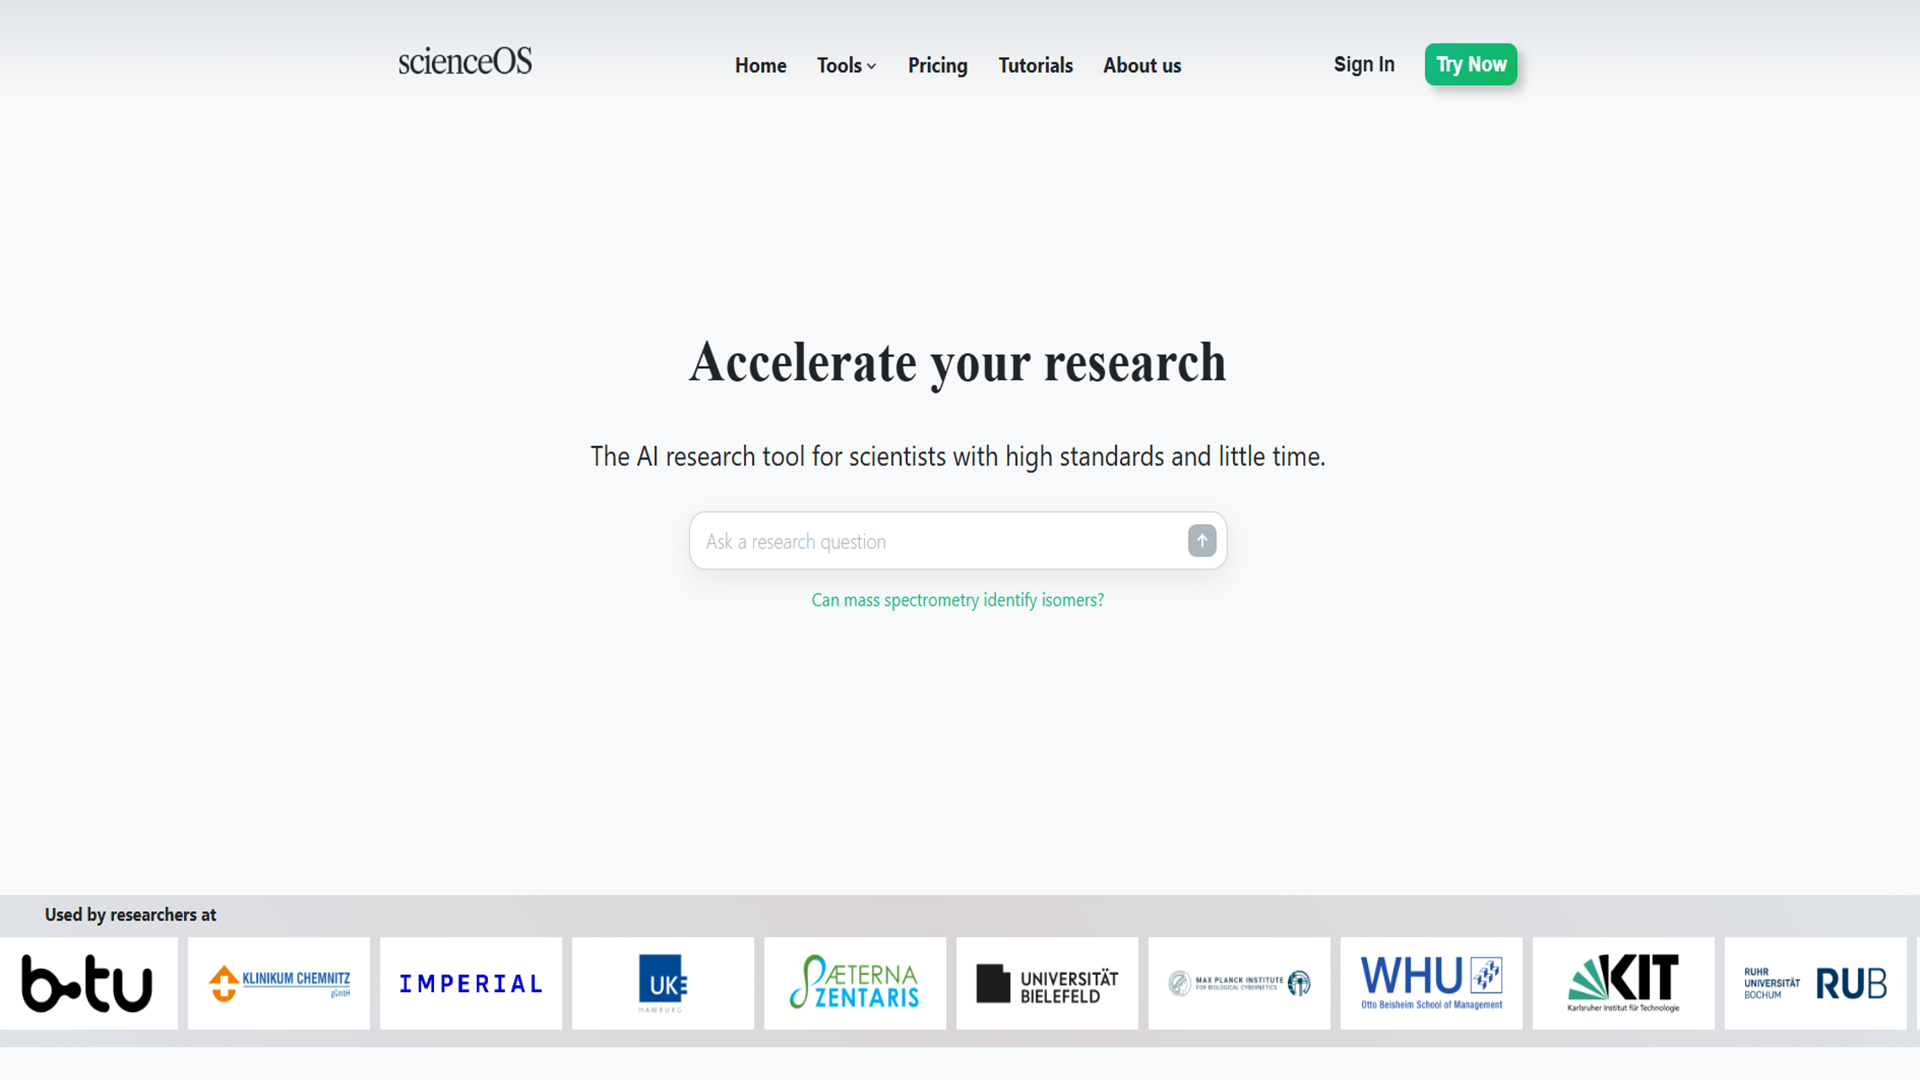 scienceOS
Home Tools Pricing Tutorials About us
Sign In Try Now
Accelerate your research
The AI research tool for scientists with high standards and little time.
Ask a research question
Can mass spectrometry identify isomers?
Used by researchers at
b-tu
KLINIKUM CHEMNITZ
gGmbH
IMPERIAL
UKE
HAMBURG
ÆTERNA
ZENTARIS
UNIVERSITÄT
BIELEFELD
MAX PLANCK INSTITUTE
FOR BIOLOGICAL CYBERNETICS
WHU
Otto Beisheim School of Management
KIT
Karlsruher Institut für Technologie
RUHR
UNIVERSITÄT
BOCHUM
RUB